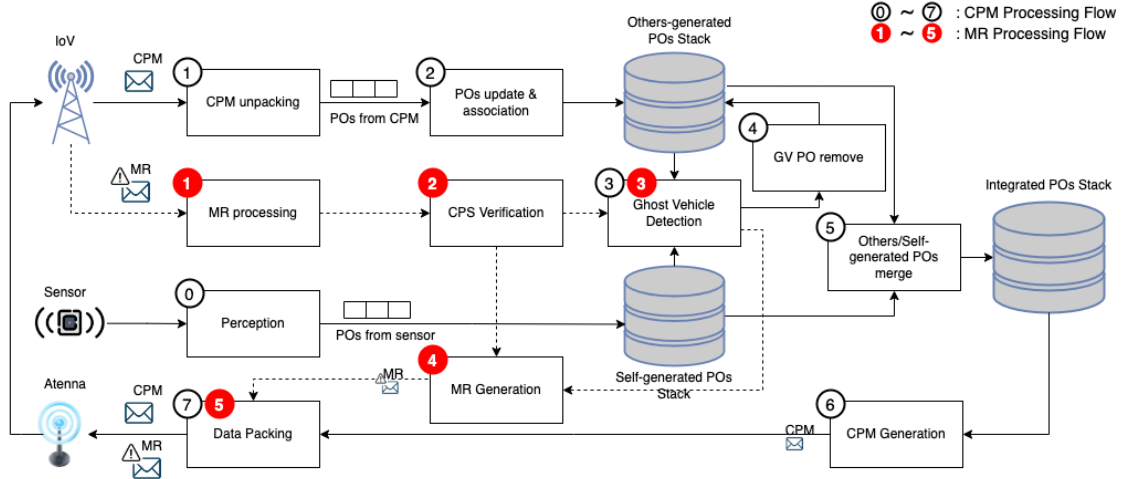 ⓪ ~ ⑦ : CPM Processing Flow
❶ ~ ❺ : MR Processing Flow
IoV
CPM
1
CPM unpacking
POs from CPM
2
POs update &
association
Others-generated
POs Stack
4
GV PO remove
MR
1
MR processing
2
CPS Verification
3
3
Ghost Vehicle
Detection
5
Others/Self-
generated POs
merge
Integrated POs Stack
Sensor
0
Perception
POs from sensor
Self-generated POs
Stack
4
MR Generation
MR
Atenna
CPM
MR
7
5
Data Packing
CPM
6
CPM Generation